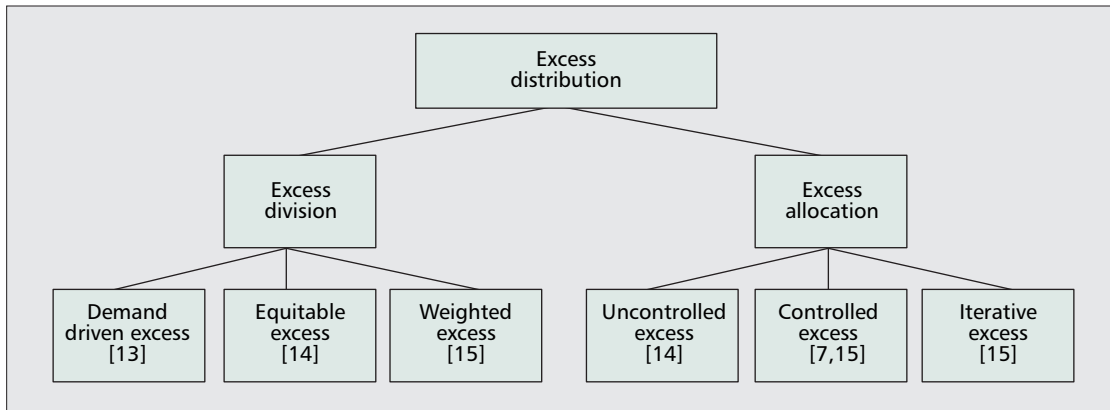 Excess
distribution
Excess
division
Excess
allocation
Demand
driven excess
[13]
Equitable
excess
[14]
Weighted
excess
[15]
Uncontrolled
excess
[14]
Controlled
excess
[7,15]
Iterative
excess
[15]